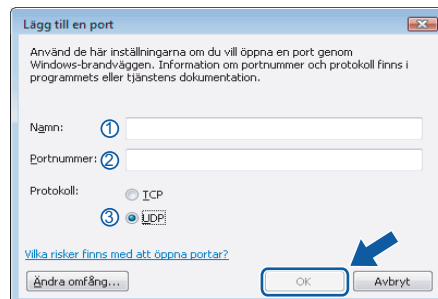 Lägg till en port
Använd de här inställningarna om du vill öppna en port genom
Windows-brandväggen. Information om portnummer och protokoll finns i
programmets eller tjänstens dokumentation.
Namn: 1
Portnummer: 2
Protokoll: TCP
3 UDP
Vilka risker finns med att öppna portar?
Ändra omfång... OK Avbryt